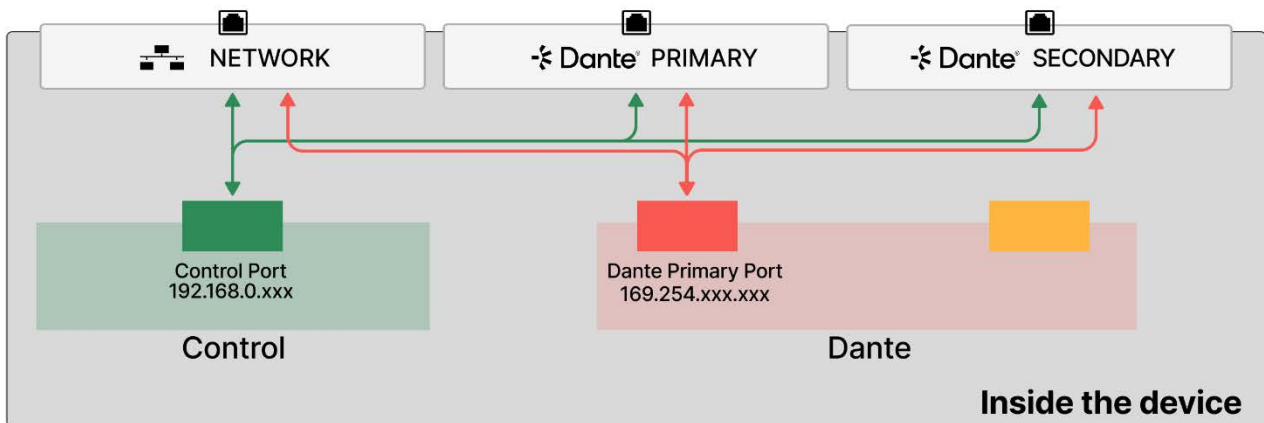 NETWORK
Dante® PRIMARY
Dante® SECONDARY
Control Port
192.168.0.xxx
Dante Primary Port
169.254.xxx.xxx
Control
Dante
Inside the device